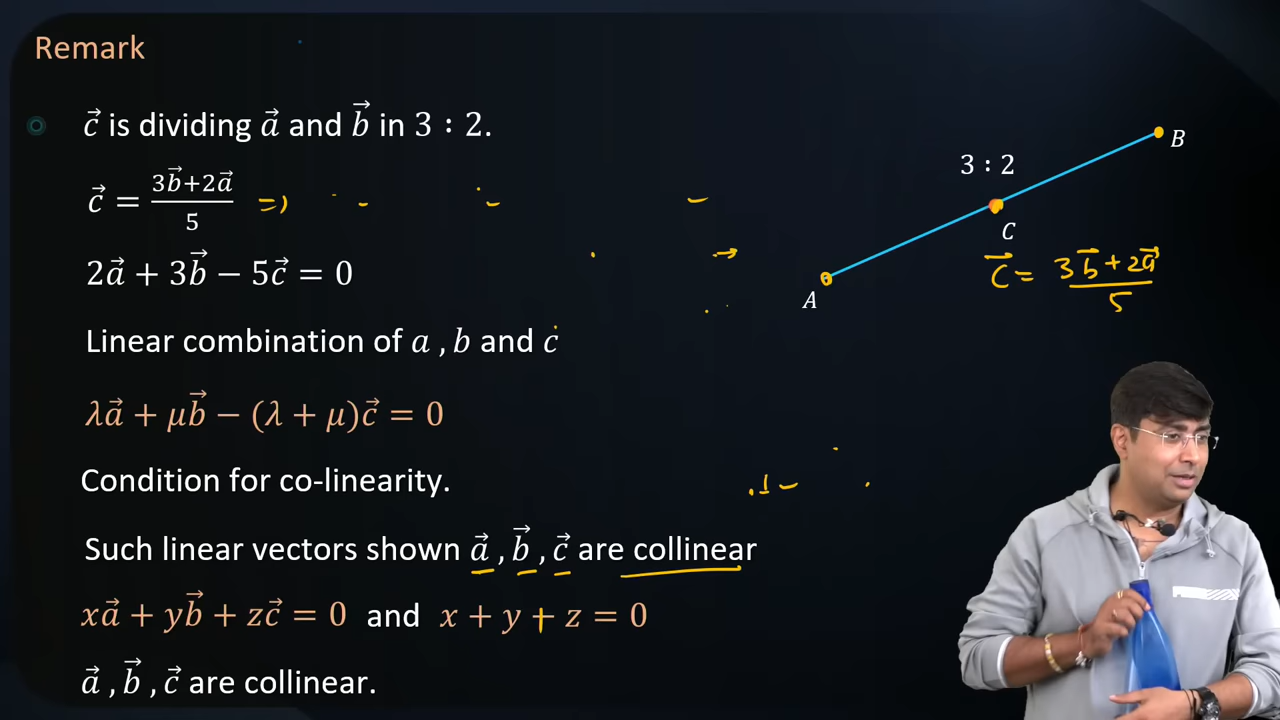 Remark
c⃗ is dividing a⃗ and b⃗ in 3 : 2.
c⃗ = (3b⃗+2a⃗)/5 ⇒
2a⃗ + 3b⃗ − 5c⃗ = 0
Linear combination of a , b and c
λa⃗ + μb⃗ − (λ + μ)c⃗ = 0
Condition for co-linearity.
Such linear vectors shown a⃗ , b⃗ , c⃗ are collinear
xa⃗ + yb⃗ + zc⃗ = 0 and x + y + z = 0
a⃗ , b⃗ , c⃗ are collinear.
B
3 : 2
C
A
c⃗ = (3b⃗+2a⃗)/5